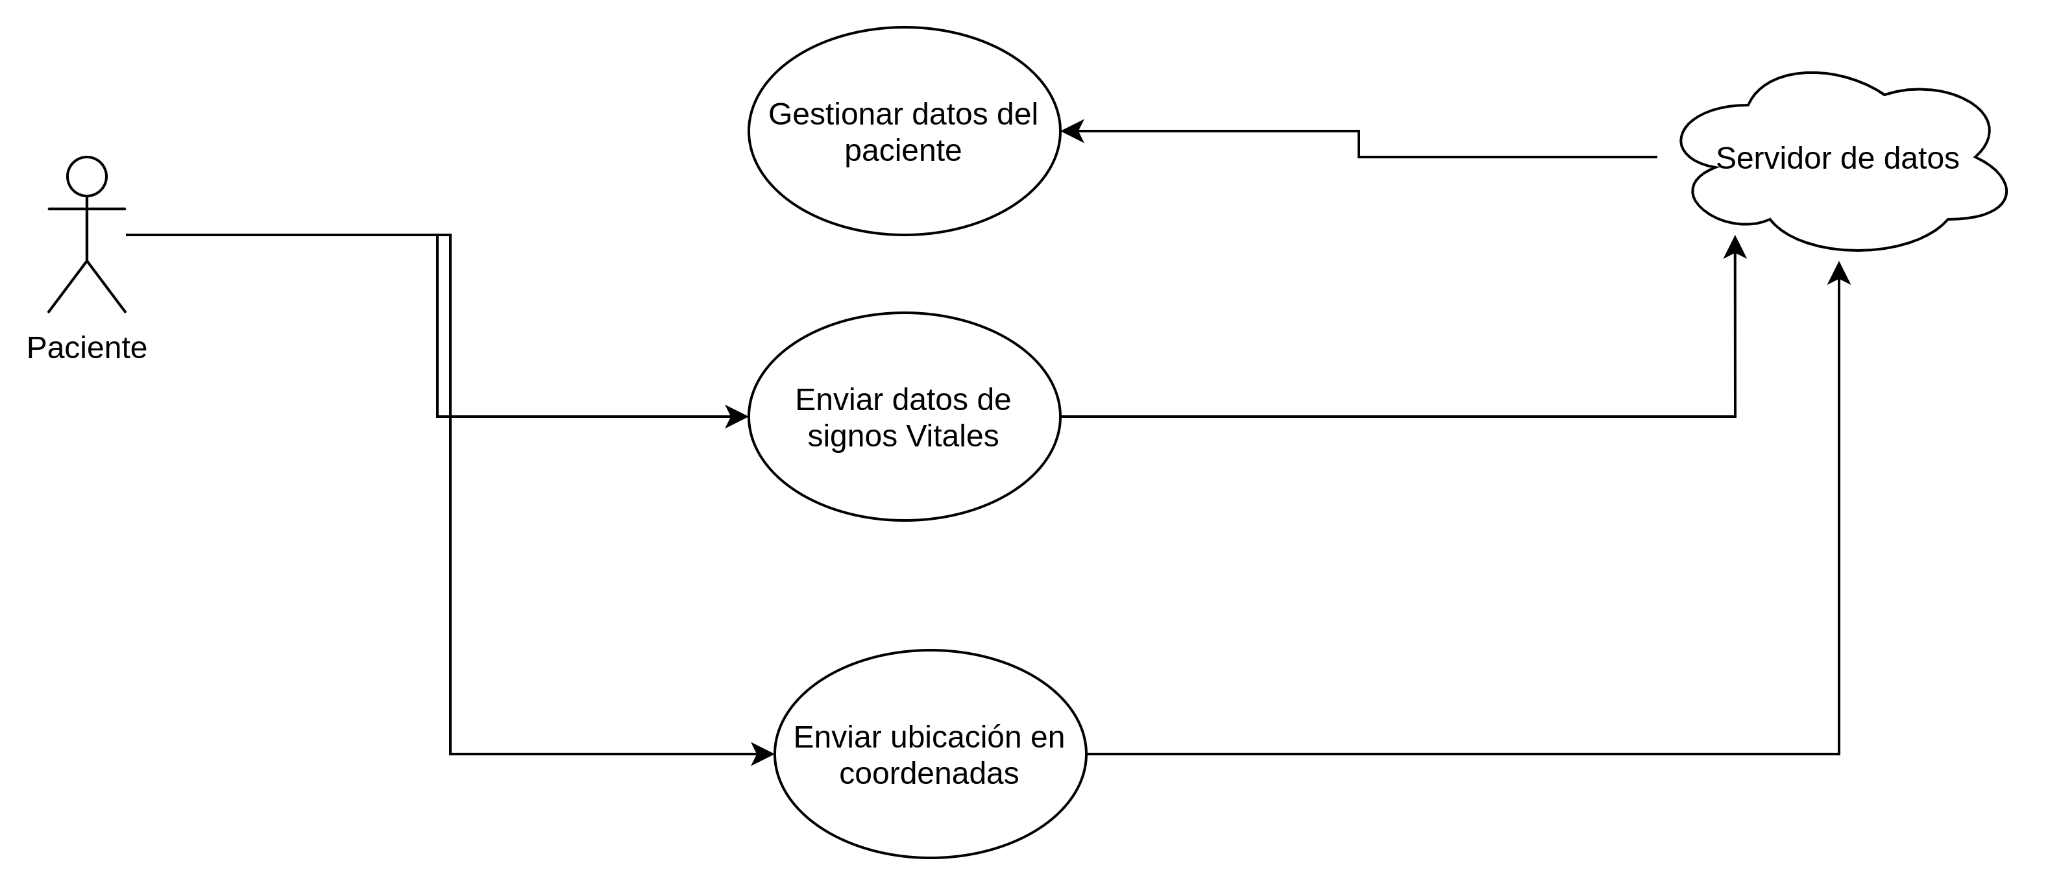 Gestionar datos del
paciente
Servidor de datos
Paciente
Enviar datos de
signos Vitales
Enviar ubicación en
coordenadas